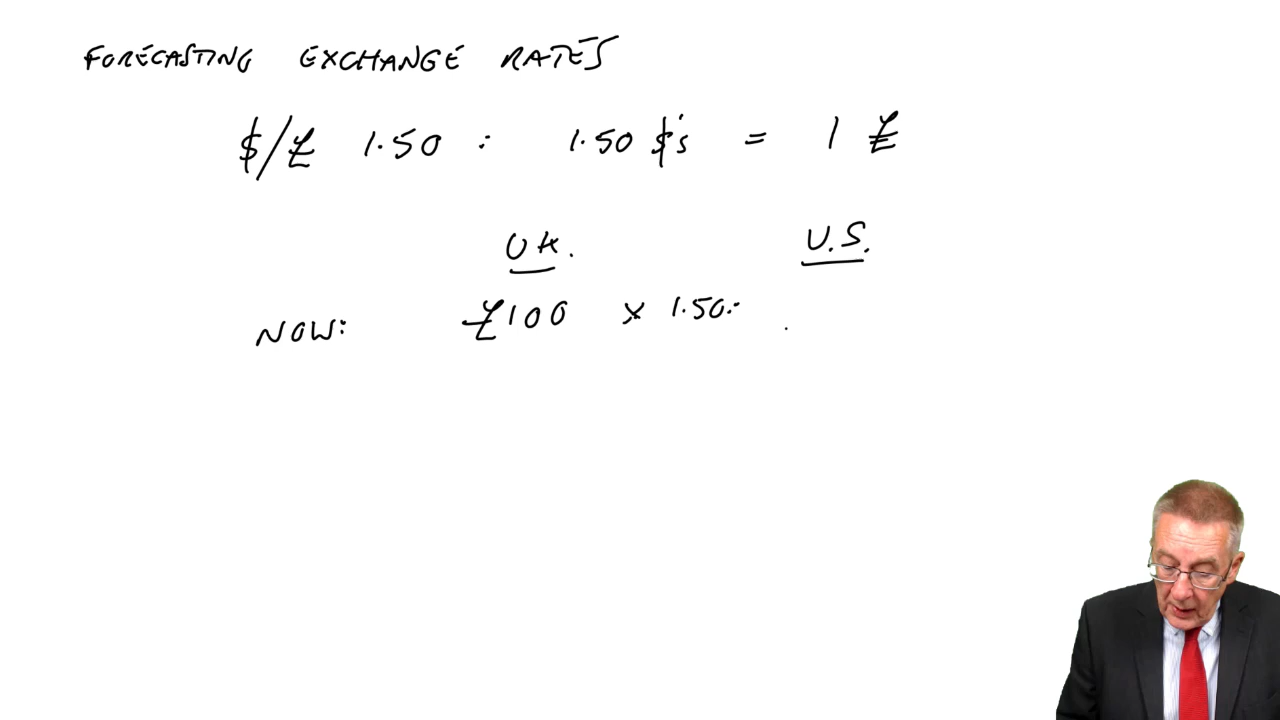 FORECASTING EXCHANGE RATES
$/£ 1.50 : 1.50 $'s = 1 £
UK. U.S.
NOW: £100 x 1.50: